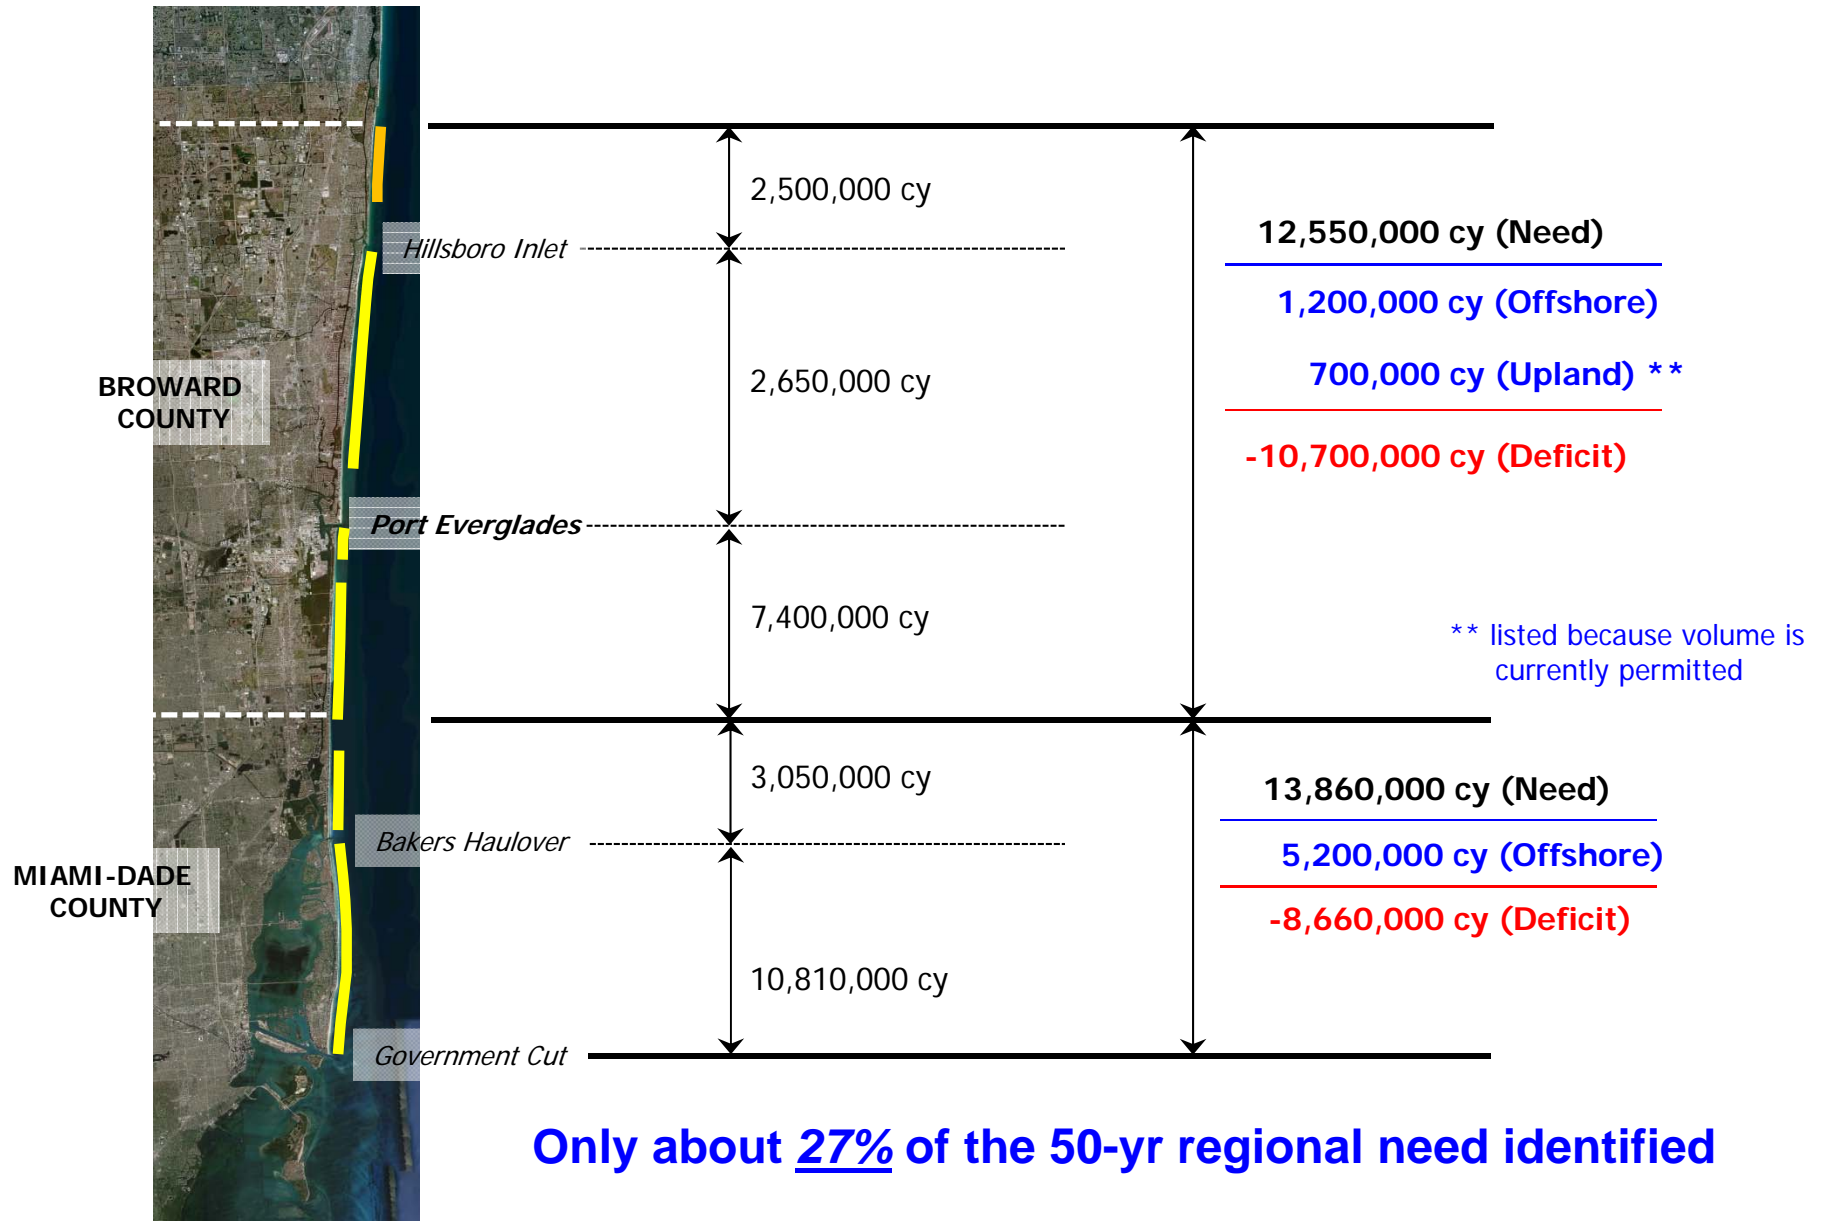 2,500,000 cy
12,550,000 cy (Need)
Hillsboro Inlet
1,200,000 cy (Offshore)
2,650,000 cy
700,000 cy (Upland) **
BROWARD
COUNTY
-10,700,000 cy (Deficit)
Port Everglades
7,400,000 cy
** listed because volume is
currently permitted
3,050,000 cy
13,860,000 cy (Need)
Bakers Haulover
5,200,000 cy (Offshore)
MIAMI-DADE
COUNTY
-8,660,000 cy (Deficit)
10,810,000 cy
Government Cut
Only about 27% of the 50-yr regional need identified